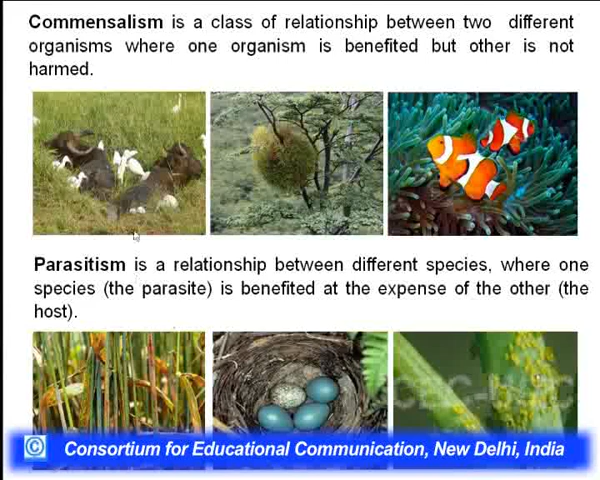 Commensalism is a class of relationship between two different
organisms where one organism is benefited but other is not
harmed.
Parasitism is a relationship between different species, where one
species (the parasite) is benefited at the expense of the other (the
host).
© Consortium for Educational Communication, New Delhi, India